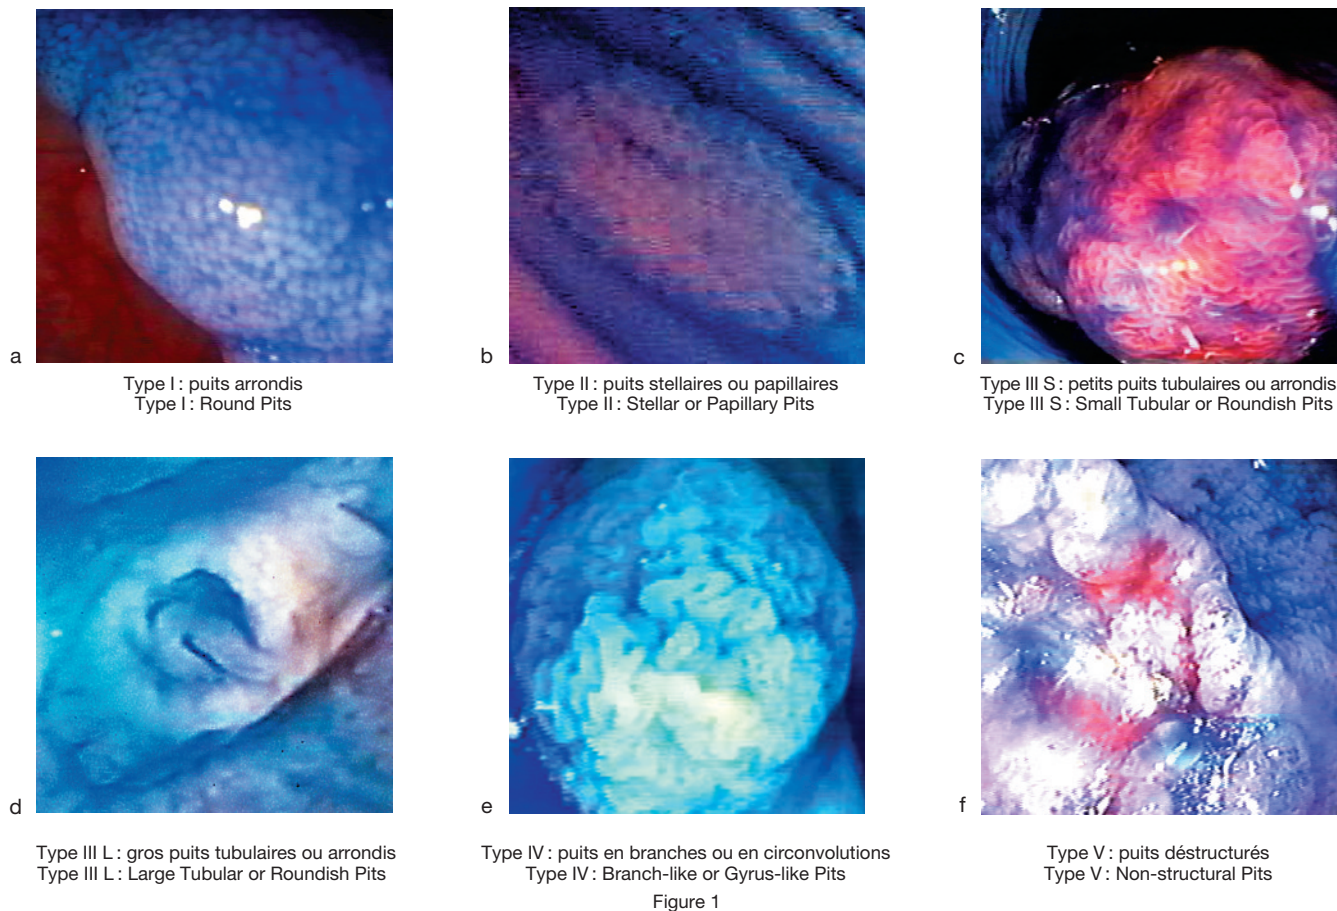 a
Type I : puits arrondis
Type I : Round Pits
b
Type II : puits stellaires ou papillaires
Type II : Stellar or Papillary Pits
c
Type III S : petits puits tubulaires ou arrondis
Type III S : Small Tubular or Roundish Pits
d
Type III L : gros puits tubulaires ou arrondis
Type III L : Large Tubular or Roundish Pits
e
Type IV : puits en branches ou en circonvolutions
Type IV : Branch-like or Gyrus-like Pits
f
Type V : puits déstructurés
Type V : Non-structural Pits
Figure 1